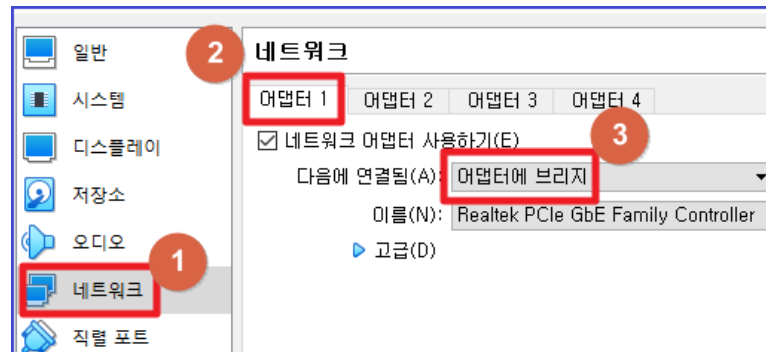 일반
시스템
디스플레이
저장소
오디오
1
네트워크
직렬 포트
2
네트워크
어댑터 1 어댑터 2 어댑터 3 어댑터 4
네트워크 어댑터 사용하기(E)
3
다음에 연결됨(A): 어댑터에 브리지
이름(N): Realtek PCIe GbE Family Controller
고급(D)